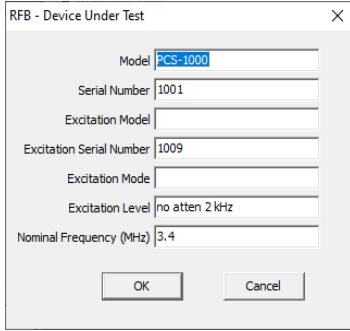 RFB - Device Under Test
Model PCS-1000
Serial Number 1001
Excitation Model
Excitation Serial Number 1009
Excitation Mode
Excitation Level no atten 2 kHz
Nominal Frequency (MHz) 3.4
OK Cancel